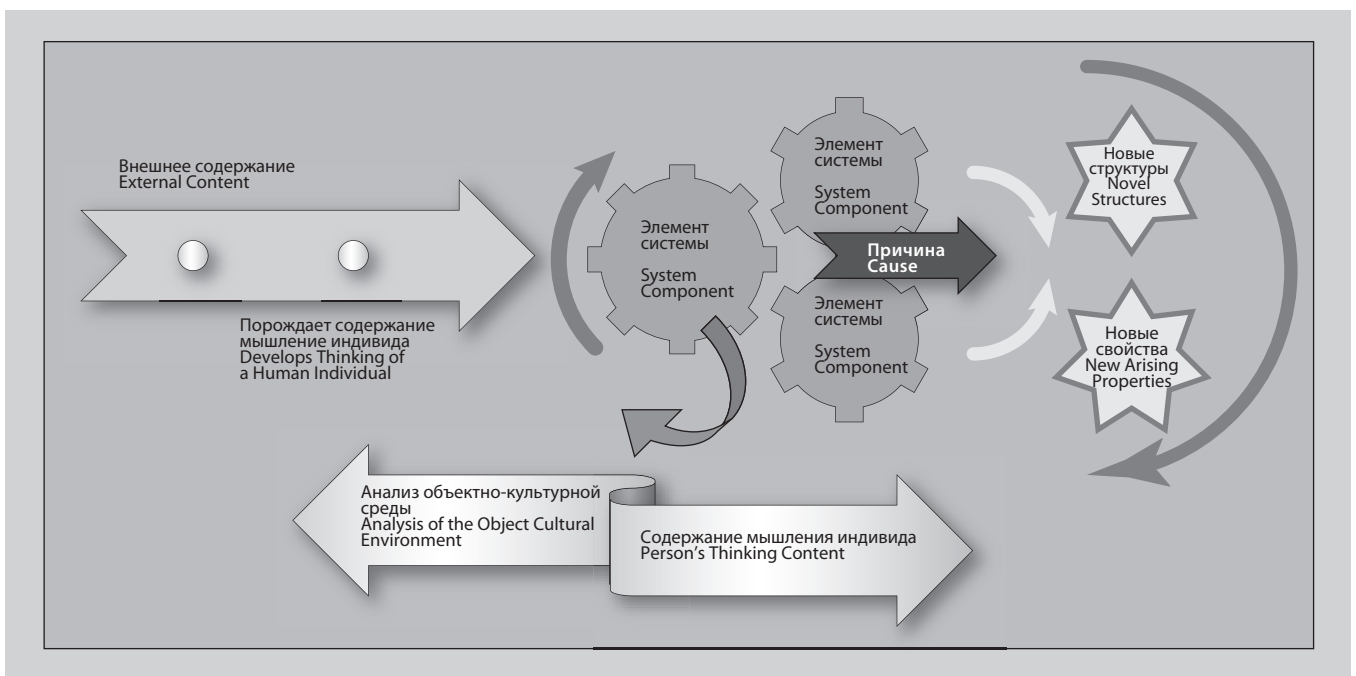 Внешнее содержание
External Content
Порождает содержание
мышление индивида
Develops Thinking of
a Human Individual
Элемент
системы
System
Component
Элемент
системы
System
Component
Причина
Cause
Элемент
системы
System
Component
Новые
структуры
Novel
Structures
Новые
свойства
New Arising
Properties
Анализ объектно-культурной
среды
Analysis of the Object Cultural
Environment
Содержание мышления индивида
Person’s Thinking Content